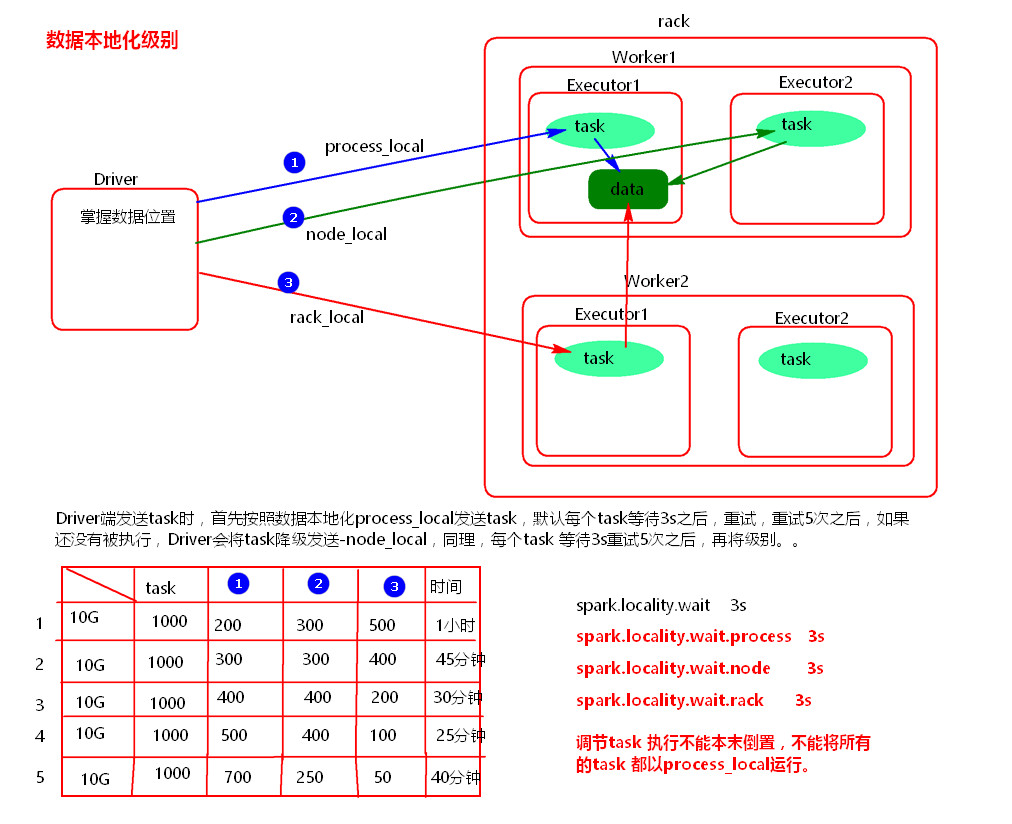 数据本地化级别
rack
Worker1
Executor1
Executor2
task
task
process_local
1
data
Driver
掌握数据位置
2
node_local
3
Worker2
rack_local
Executor1
Executor2
task
task
Driver端发送task时，首先按照数据本地化process_local发送task，默认每个task等待3s之后，重试，重试5次之后，如果
还没有被执行，Driver会将task降级发送-node_local，同理，每个task 等待3s重试5次之后，再将级别。。
task 1 2 3 时间
1 10G 1000 200 300 500 1小时
2 10G 1000 300 300 400 45分钟
3 10G 1000 400 400 200 30分钟
4 10G 1000 500 400 100 25分钟
5 10G 1000 700 250 50 40分钟
spark.locality.wait 3s
spark.locality.wait.process 3s
spark.locality.wait.node 3s
spark.locality.wait.rack 3s
调节task 执行不能本末倒置，不能将所有
的task 都以process_local运行。